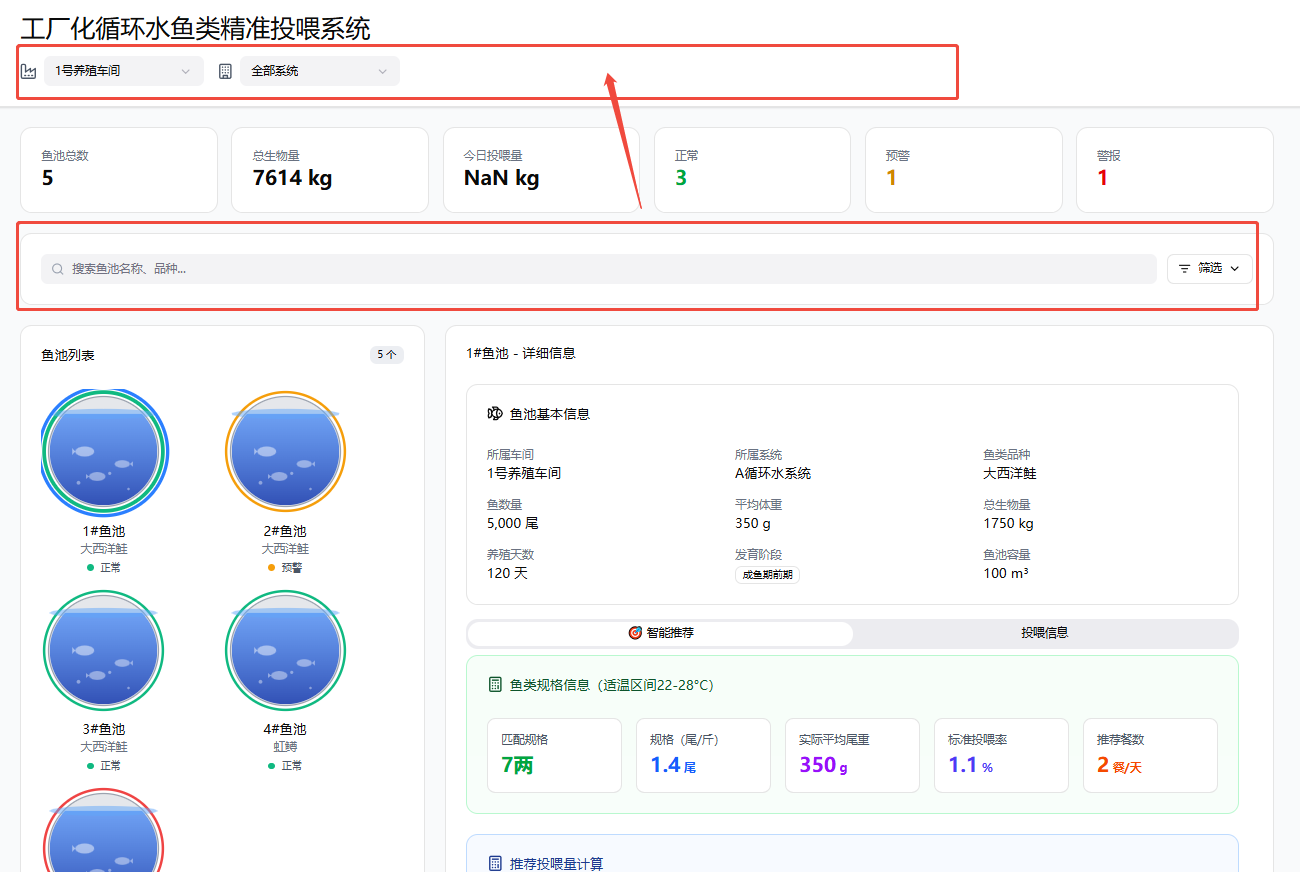 工厂化循环水鱼类精准投喂系统
1号养殖车间 全部系统
鱼池总数 总生物量 今日投喂量 正常 预警 警报
5 7614 kg NaN kg 3 1 1
搜索鱼池名称、品种... 筛选
鱼池列表 5 个
1#鱼池 2#鱼池
大西洋鲑 大西洋鲑
正常 预警
3#鱼池 4#鱼池
大西洋鲑 虹鳟
正常 正常
1#鱼池 - 详细信息
鱼池基本信息
所属车间 所属系统 鱼类品种
1号养殖车间 A循环水系统 大西洋鲑
鱼数量 平均体重 总生物量
5,000 尾 350 g 1750 kg
养殖天数 发育阶段 鱼池容量
120 天 成鱼期前期 100 m³
智能推荐 投喂信息
鱼类规格信息（适温区间22-28°C）
匹配规格 规格（尾/斤） 实际平均尾重 标准投喂率 推荐餐数
7两 1.4 尾 350 g 1.1 % 2 餐/天
推荐投喂量计算